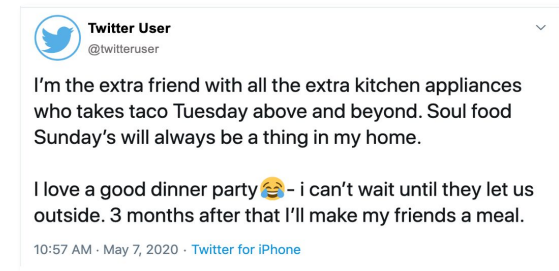 Twitter User
@twitteruser
I’m the extra friend with all the extra kitchen appliances
who takes taco Tuesday above and beyond. Soul food
Sunday’s will always be a thing in my home.
I love a good dinner party😂- i can’t wait until they let us
outside. 3 months after that I’ll make my friends a meal.
10:57 AM · May 7, 2020 · Twitter for iPhone